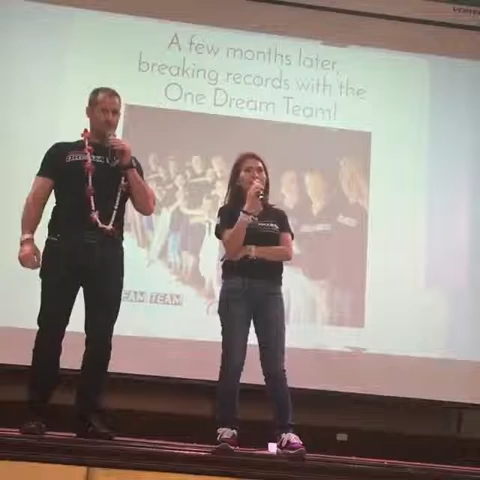 A few months later,
breaking records with the
One Dream Team!
EAM TEAM